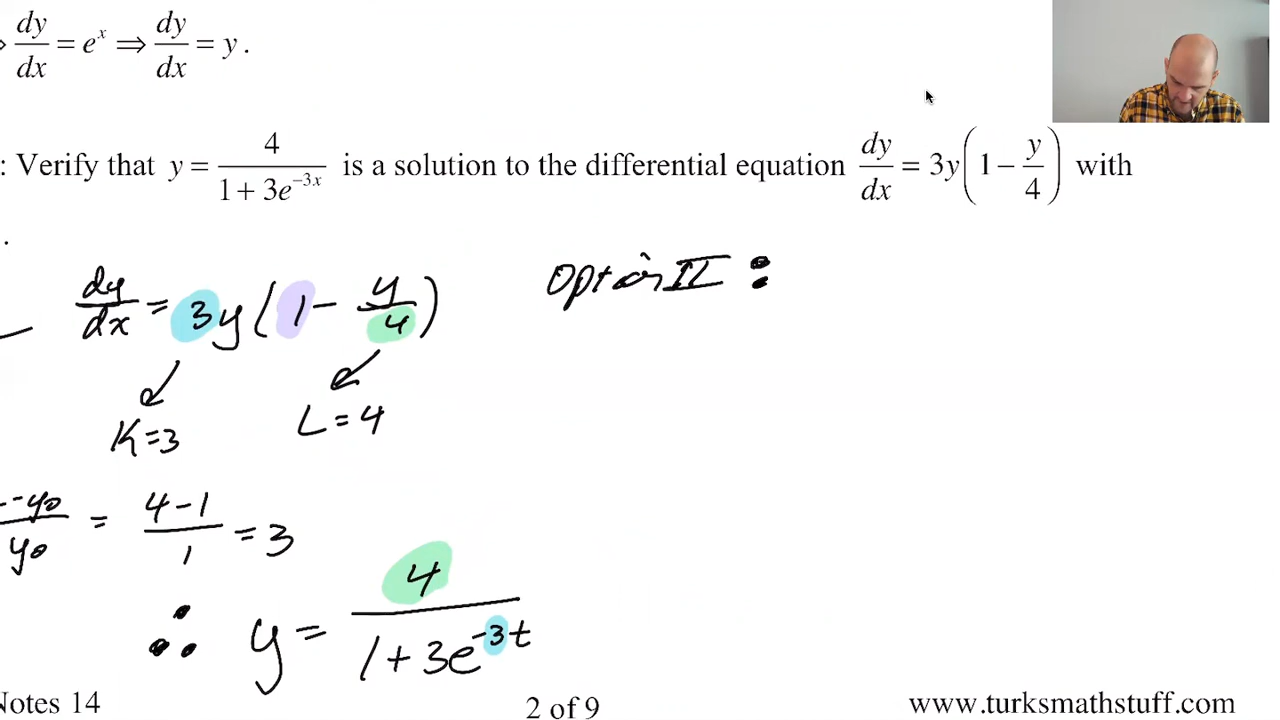 dy/dx = e^x ⇒ dy/dx = y.
: Verify that y = 4/(1 + 3e^(−3x)) is a solution to the differential equation dy/dx = 3y(1 − y/4) with
.
dy/dx = 3y(1 − y/4)
K=3
L=4
-y0/y0 = (4-1)/1 = 3
∴ y = 4/(1+3e^(-3t))
Option II :
Notes 14
2 of 9
www.turksmathstuff.com